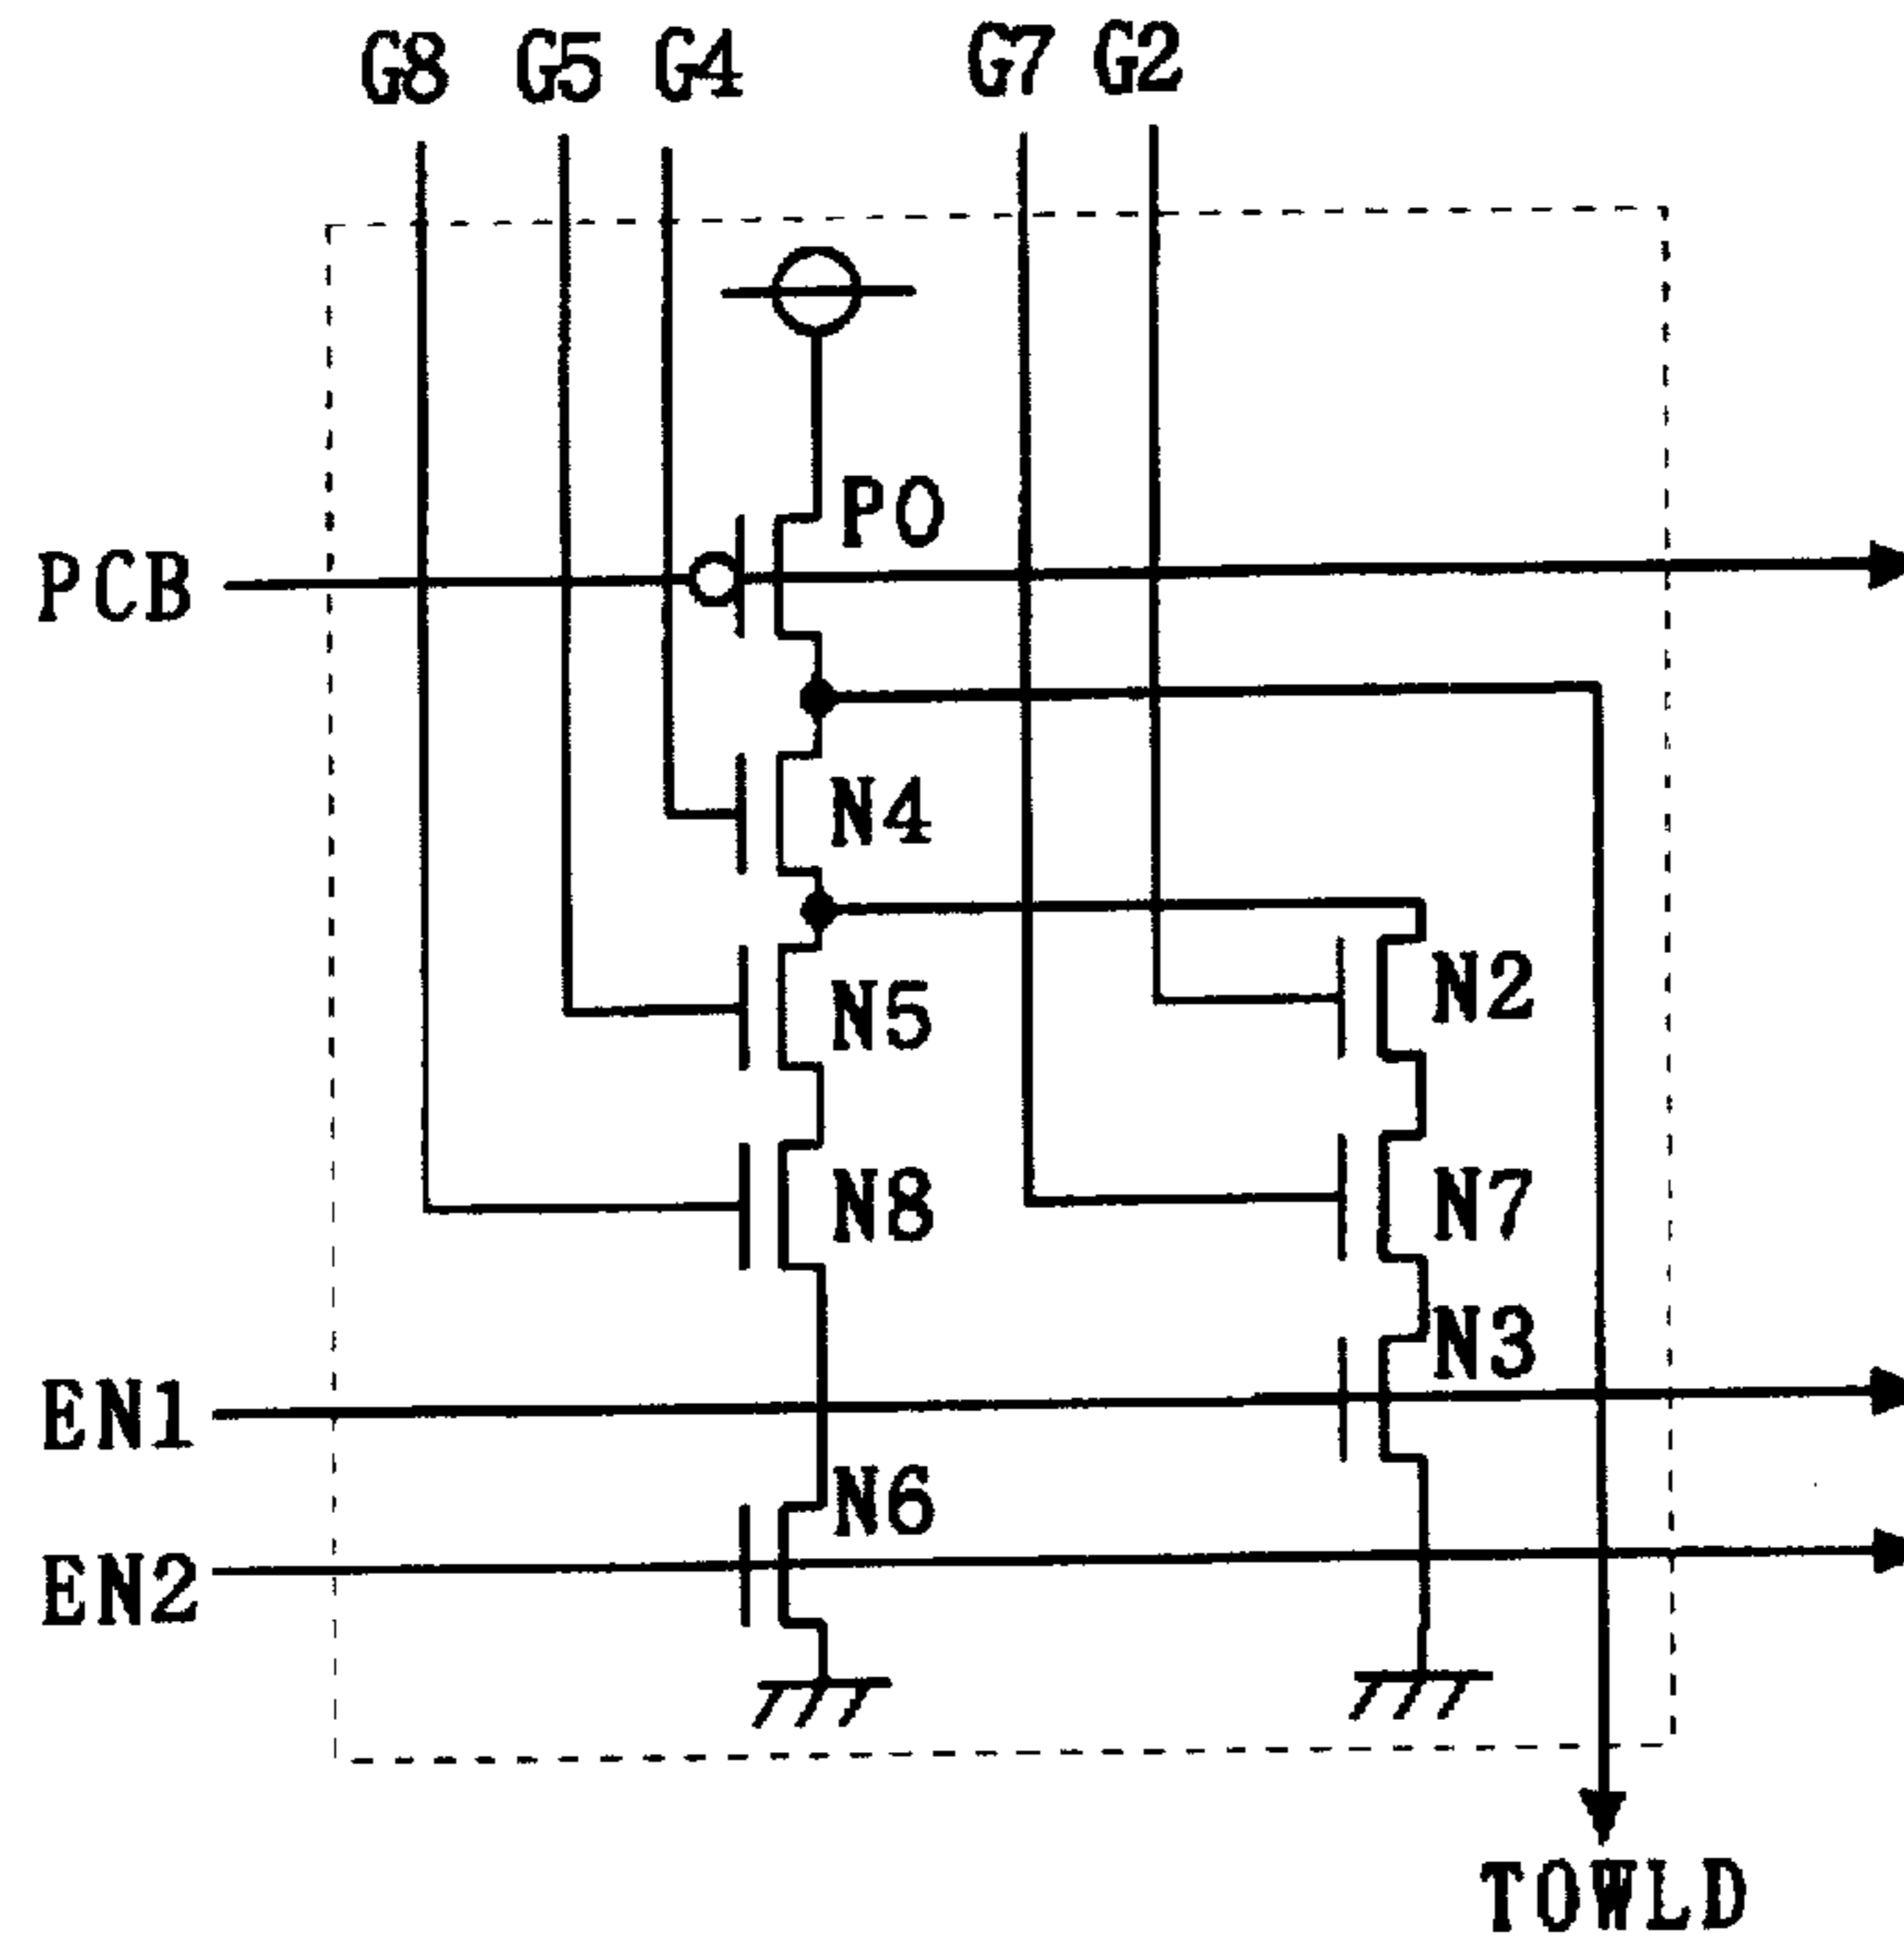 G8 G5 G4 G7 G2
P0
PCB
N4
N5 N2
N8 N7
N3
EN1
N6
EN2
TOWLD